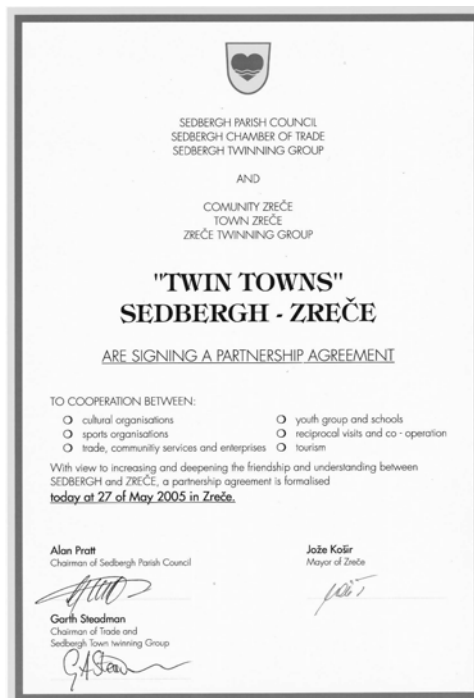 SEDBERGH PARISH COUNCIL
SEDBERGH CHAMBER OF TRADE
SEDBERGH TWINNING GROUP
AND
COMUNITY ZREČE
TOWN ZREČE
ZREČE TWINNING GROUP
"TWIN TOWNS"
SEDBERGH - ZREČE
ARE SIGNING A PARTNERSHIP AGREEMENT
TO COOPERATION BETWEEN:
cultural organisations
sports organisations
trade, communitiy services and enterprises
youth group and schools
reciprocal visits and co - operation
tourism
With view to increasing and deepening the friendship and understanding between
SEDBERGH and ZREČE, a partnership agreement is formalised
today at 27 of May 2005 in Zreče.
Alan Pratt
Chairman of Sedbergh Parish Council
Jože Košir
Mayor of Zreče
Garth Steadman
Chairman of Trade and
Sedbergh Town twinning Group